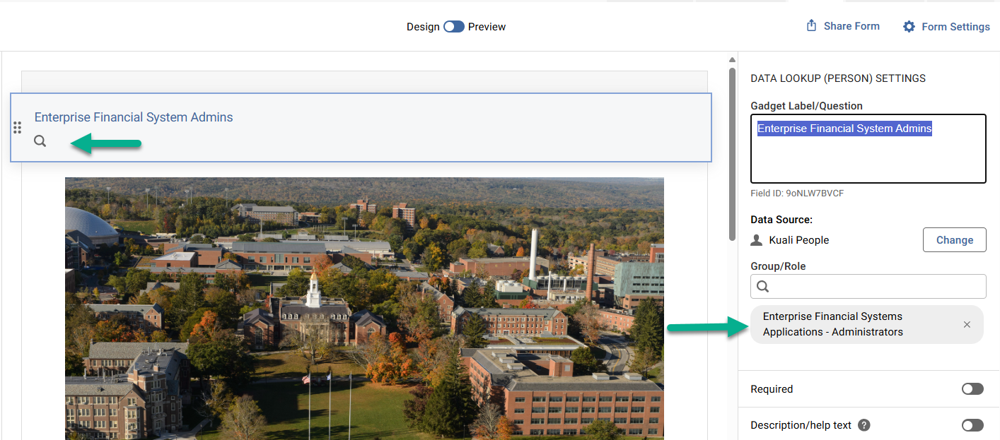 Design Preview
Share Form
Form Settings
Enterprise Financial System Admins
DATA LOOKUP (PERSON) SETTINGS
Gadget Label/Question
Enterprise Financial System Admins
Field ID: 9oNLW7BVCF
Data Source:
Kuali People
Change
Group/Role
Enterprise Financial Systems
Applications - Administrators
Required
Description/help text ?